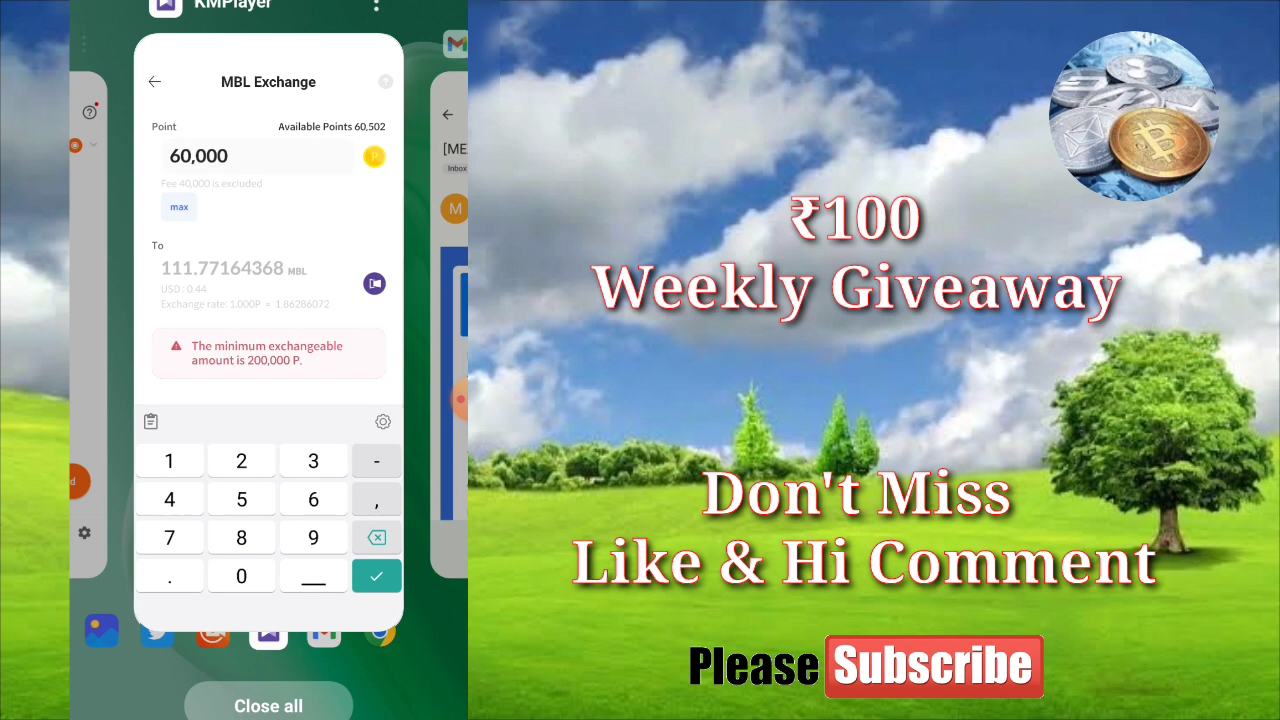 KMPlayer
MBL Exchange
Point
Available Points 60,502
60,000
P
Fee 40,000 is excluded
max
To
111.77164368 MBL
USD : 0.44
Exchange rate: 1,000P = 1.86286072
The minimum exchangeable
amount is 200,000 P.
1 2 3 -
4 5 6 ,
7 8 9
. 0
Close all
[ME
Inbox
M
d
₹100
Weekly Giveaway
Don't Miss
Like & Hi Comment
Please Subscribe